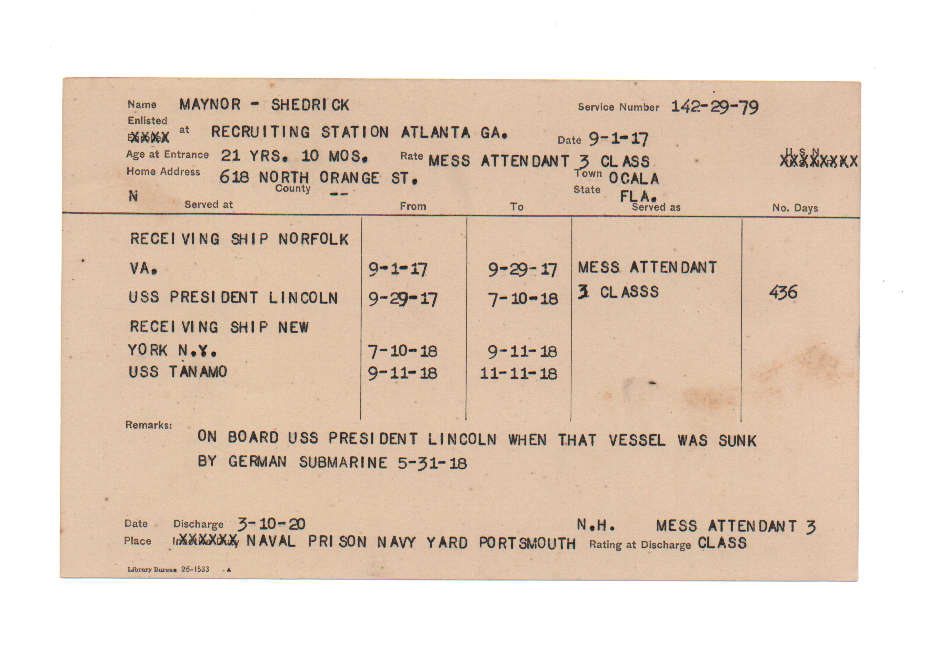 Name MAYNOR - SHEDRICK Service Number 142-29-79
Enlisted
at RECRUITING STATION ATLANTA GA. Date 9-1-17
Age at Entrance 21 YRS. 10 MOS. Rate MESS ATTENDANT 3 CLASS U.S.N. XXXXXXXX
Home Address 618 NORTH ORANGE ST. Town OCALA
N County -- State FLA.
Served at From To Served as No. Days
RECEIVING SHIP NORFOLK
VA. 9-1-17 9-29-17 MESS ATTENDANT
USS PRESIDENT LINCOLN 9-29-17 7-10-18 3 CLASSS 436
RECEIVING SHIP NEW
YORK N.Y. 7-10-18 9-11-18
USS TANAMO 9-11-18 11-11-18
Remarks:
ON BOARD USS PRESIDENT LINCOLN WHEN THAT VESSEL WAS SUNK
BY GERMAN SUBMARINE 5-31-18
Date Discharge 3-10-20 N.H. MESS ATTENDANT 3
Place Inactive Duty NAVAL PRISON NAVY YARD PORTSMOUTH Rating at Discharge CLASS
Library Bureau 26-1533